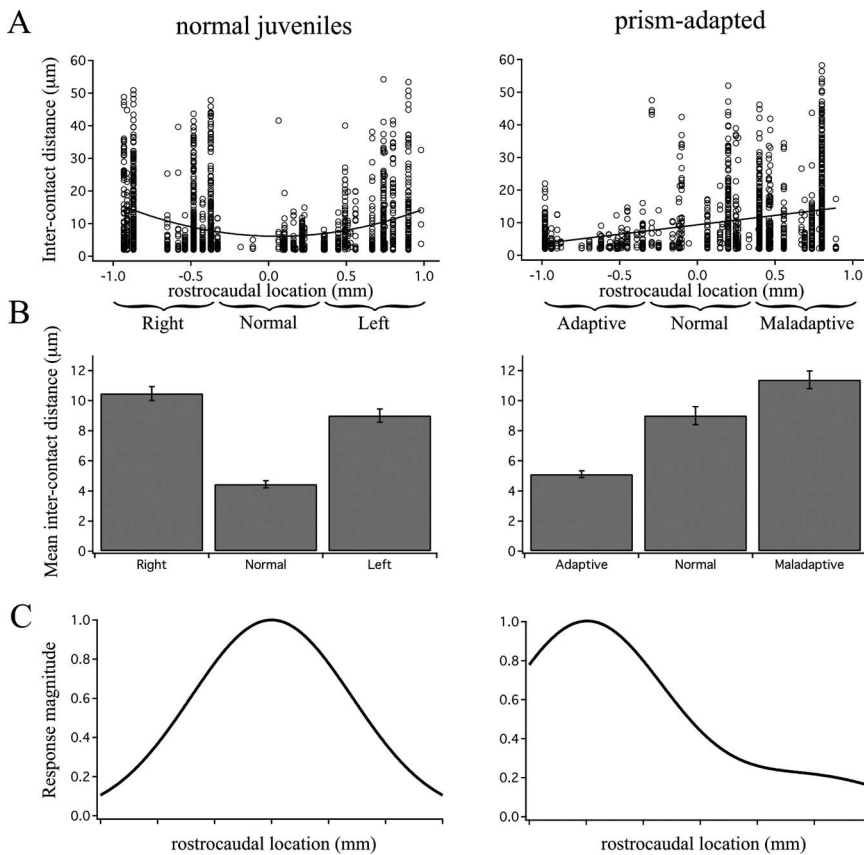 A
normal juveniles
prism-adapted
Inter-contact distance (μm)
60
50
40
30
20
10
0
-1.0 -0.5 0.0 0.5 1.0
rostrocaudal location (mm)
Right Normal Left
60
50
40
30
20
10
0
-1.0 -0.5 0.0 0.5 1.0
rostrocaudal location (mm)
Adaptive Normal Maladaptive
B
Mean inter-contact distance (μm)
12
10
8
6
4
2
0
Right Normal Left
12
10
8
6
4
2
0
Adaptive Normal Maladaptive
C
Response magnitude
1.0
0.8
0.6
0.4
0.2
0.0
rostrocaudal location (mm)
1.0
0.8
0.6
0.4
0.2
0.0
rostrocaudal location (mm)